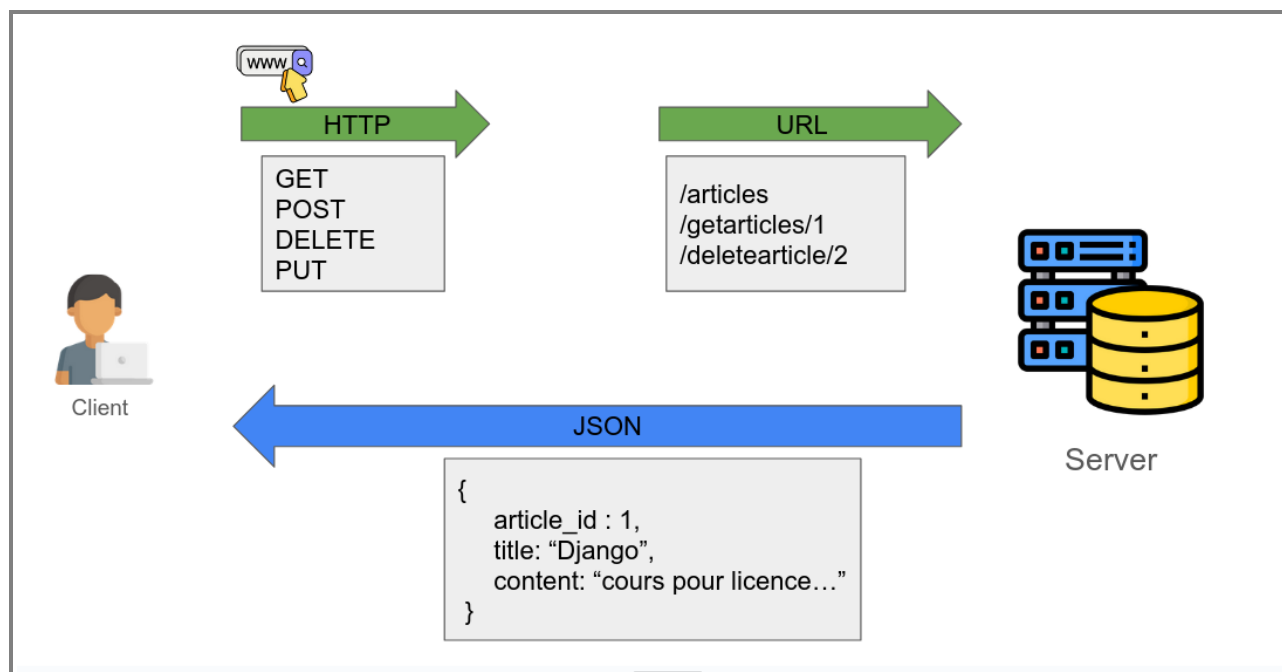 www
HTTP
GET
POST
DELETE
PUT
URL
/articles
/getarticles/1
/deletearticle/2
Client
Server
JSON
{
article_id : 1,
title: “Django”,
content: “cours pour licence…”
}